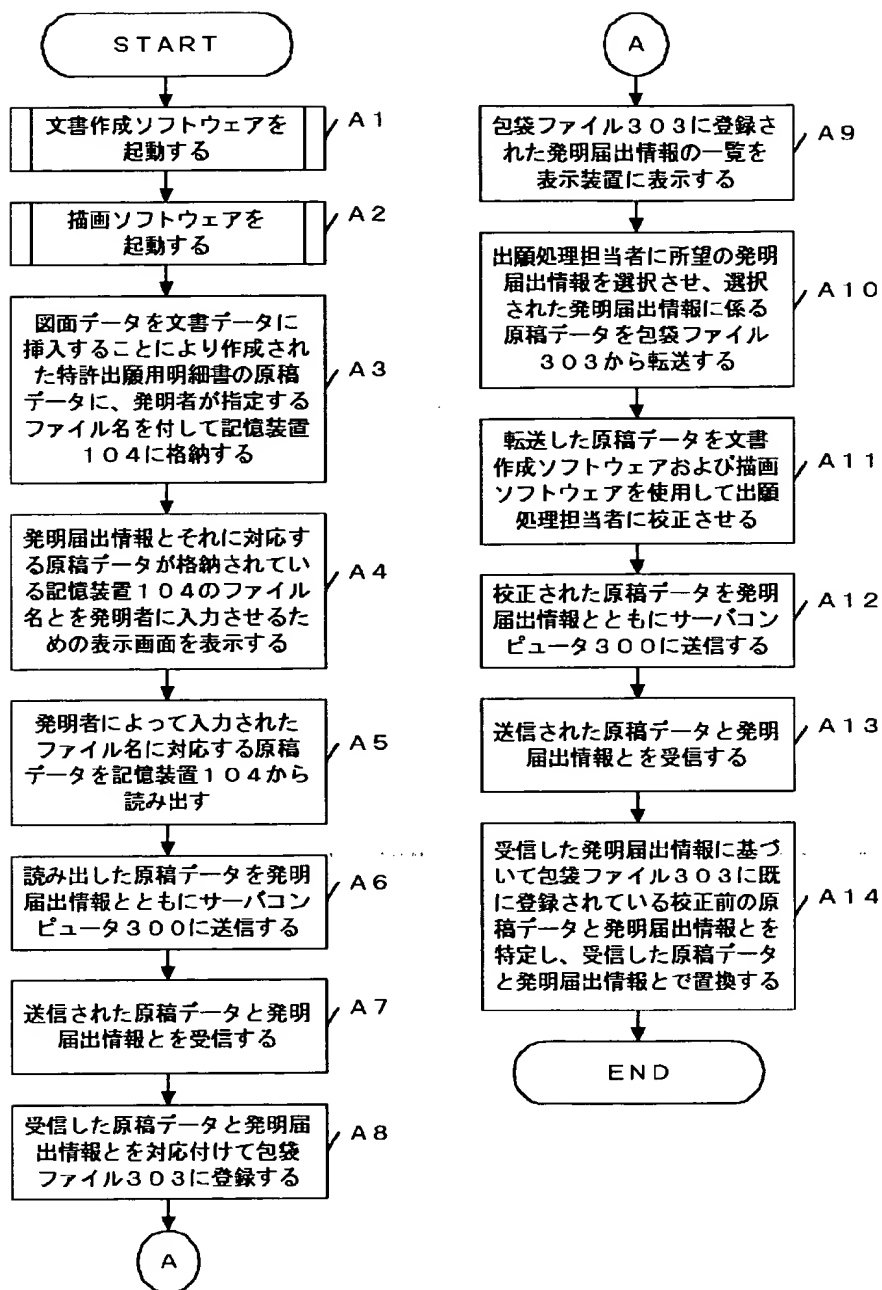 START
文書作成ソフトウェアを
起動する
A1
描画ソフトウェアを
起動する
A2
図面データを文書データに
挿入することにより作成され
た特許出願用明細書の原稿
データに、発明者が指定する
ファイル名を付して記憶装置
104に格納する
A3
発明届出情報とそれに対応す
る原稿データが格納されてい
る記憶装置104のファイル
名とを発明者に入力させるた
めの表示画面を表示する
A4
発明者によって入力された
ファイル名に対応する原稿
データを記憶装置104から
読み出す
A5
読み出した原稿データを発明
届出情報とともにサーバコン
ピュータ300に送信する
A6
送信された原稿データと発明
届出情報とを受信する
A7
受信した原稿データと発明届
出情報とを対応付けて包袋
ファイル303に登録する
A8
A
A
包袋ファイル303に登録さ
れた発明届出情報の一覧を
表示装置に表示する
A9
出願処理担当者に所望の発明
届出情報を選択させ、選択
された発明届出情報に係る
原稿データを包袋ファイル
303から転送する
A10
転送した原稿データを文書
作成ソフトウェアおよび描画
ソフトウェアを使用して出願
処理担当者に校正させる
A11
校正された原稿データを発明
届出情報とともにサーバコン
ピュータ300に送信する
A12
送信された原稿データと発明
届出情報とを受信する
A13
受信した発明届出情報に基づ
いて包袋ファイル303に既
に登録されている校正前の原
稿データと発明届出情報とを
特定し、受信した原稿データ
と発明届出情報とで置換する
A14
END